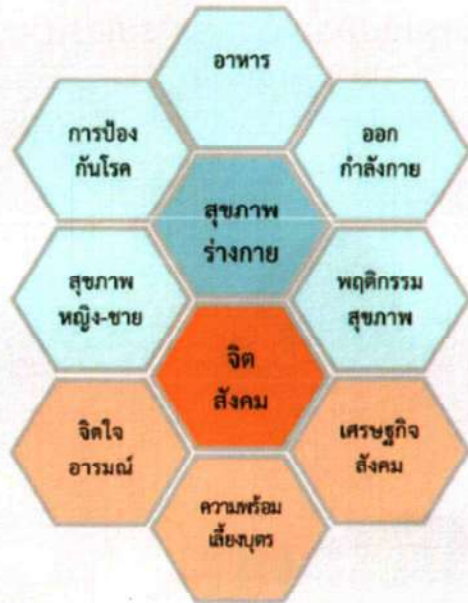 อาหาร
การป้อง
กันโรค
ออก
กำลังกาย
สุขภาพ
ร่างกาย
สุขภาพ
หญิง-ชาย
พฤติกรรม
สุขภาพ
จิต
สังคม
จิตใจ
อารมณ์
เศรษฐกิจ
สังคม
ความพร้อม
เลี้ยงบุตร